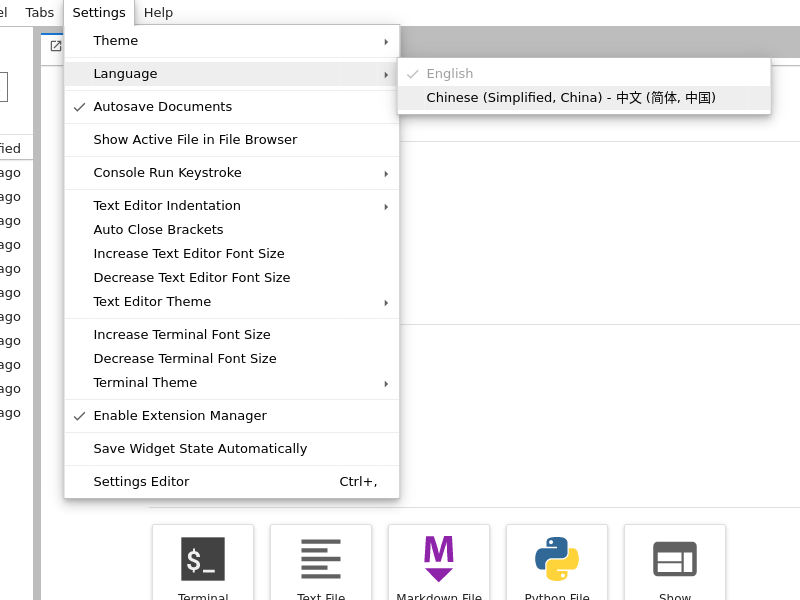 el Tabs Settings Help
Theme
Language
English
Chinese (Simplified, China) - 中文 (简体, 中国)
Autosave Documents
Show Active File in File Browser
fied
Console Run Keystroke
ago
ago
Text Editor Indentation
ago
Auto Close Brackets
ago
Increase Text Editor Font Size
ago
Decrease Text Editor Font Size
ago
Text Editor Theme
ago
Increase Terminal Font Size
ago
Decrease Terminal Font Size
ago
Terminal Theme
ago
Enable Extension Manager
ago
Save Widget State Automatically
Settings Editor Ctrl+,
$_
M
Terminal Text File Markdown File Python File Show